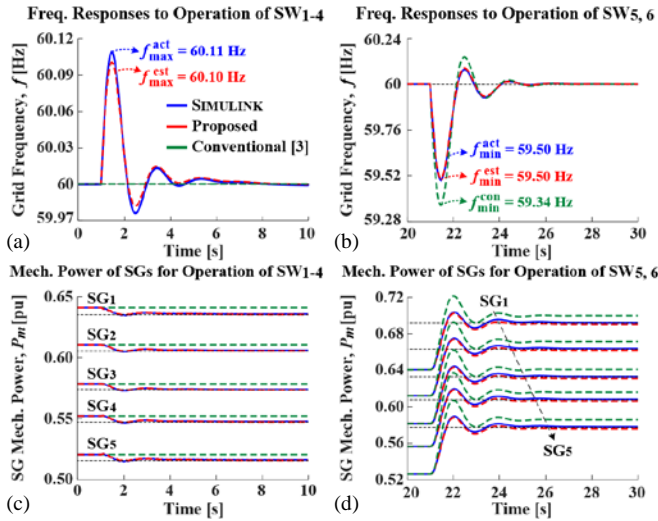 Freq. Responses to Operation of SW1-4
60.12
60.09
60.06
60.03
60
59.97
Grid Frequency, f [Hz]
f act max = 60.11 Hz
f est max = 60.10 Hz
SIMULINK
Proposed
Conventional [3]
0 2 4 6 8 10
Time [s]
(a)
Freq. Responses to Operation of SW5, 6
60.24
60
59.76
59.52
59.28
Grid Frequency, f [Hz]
f act min = 59.50 Hz
f est min = 59.50 Hz
f con min = 59.34 Hz
20 22 24 26 28 30
Time [s]
(b)
Mech. Power of SGs for Operation of SW1-4
0.65
0.60
0.55
0.50
SG Mech. Power, Pm [pu]
SG1
SG2
SG3
SG4
SG5
0 2 4 6 8 10
Time [s]
(c)
Mech. Power of SGs for Operation of SW5, 6
0.72
0.68
0.64
0.60
0.56
0.52
SG Mech. Power, Pm [pu]
SG1
SG5
20 22 24 26 28 30
Time [s]
(d)